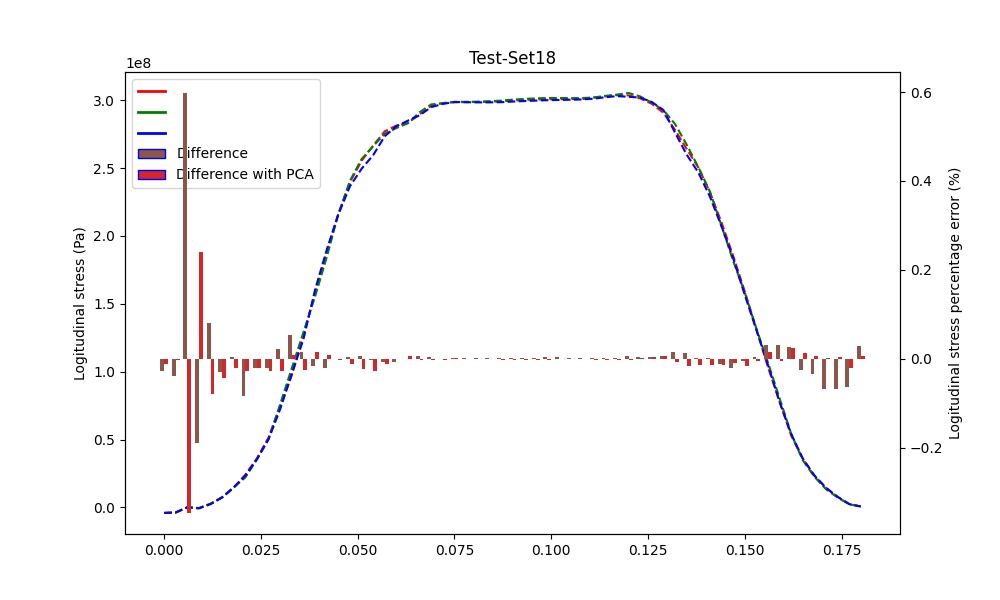 Test-Set18
1e8
Difference
Difference with PCA
3.0
2.5
2.0
1.5
1.0
0.5
0.0
Logitudinal stress (Pa)
0.6
0.4
0.2
0.0
−0.2
Logitudinal stress percentage error (%)
0.000 0.025 0.050 0.075 0.100 0.125 0.150 0.175